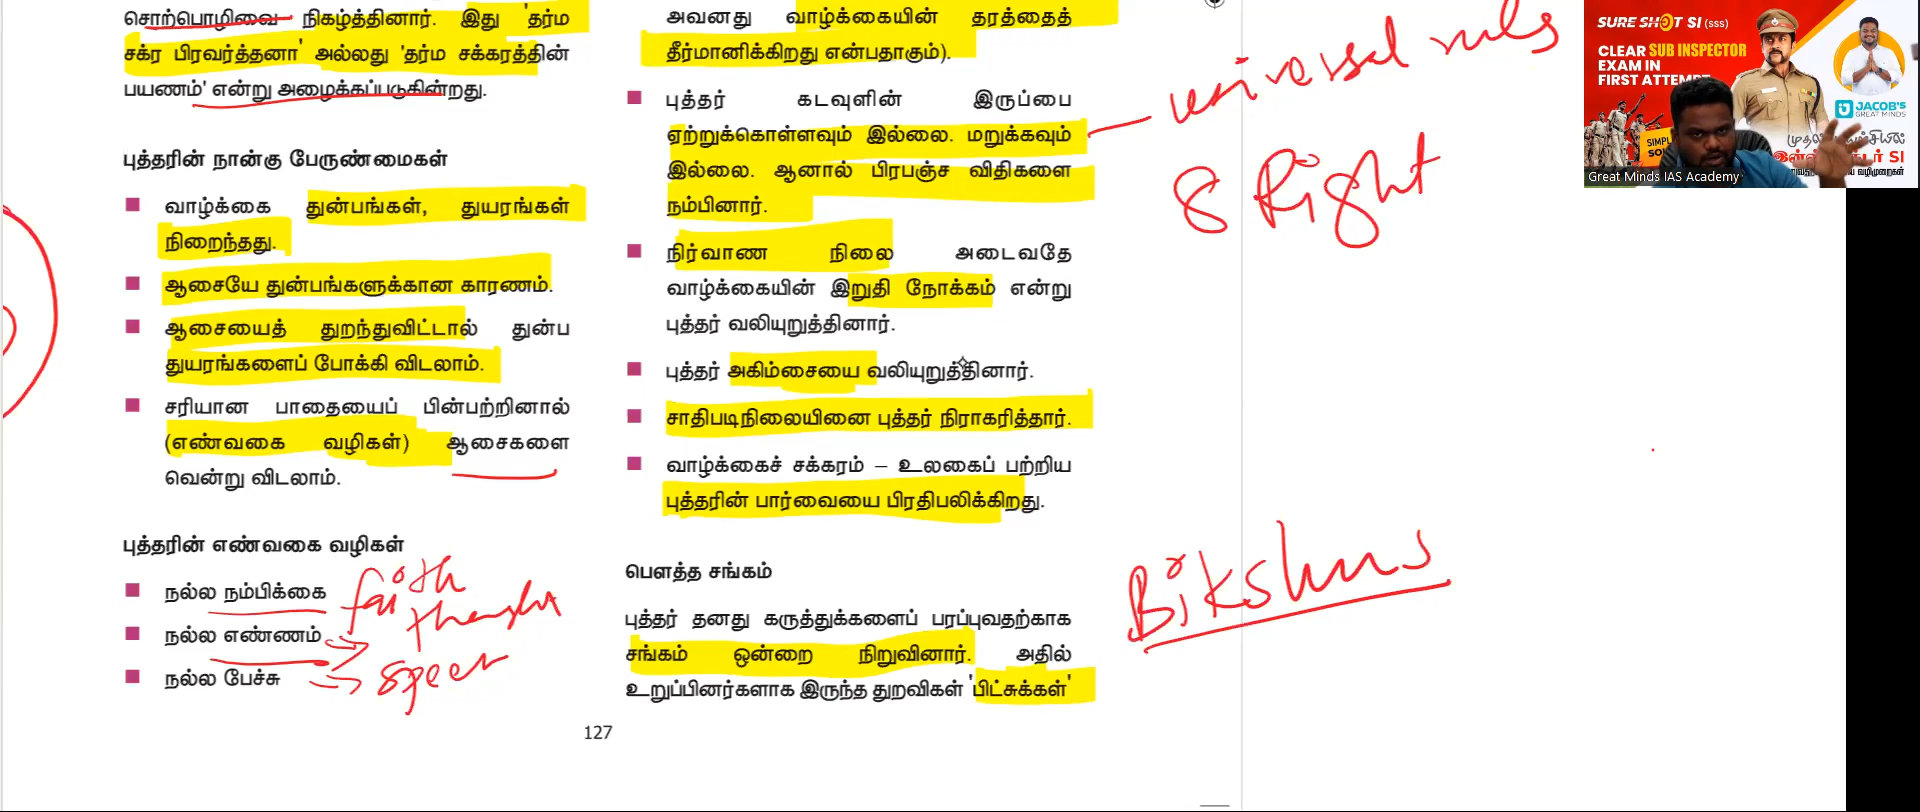 சொற்பொழிவை நிகழ்த்தினார். இது 'தர்ம
சக்ர பிரவர்த்தனா' அல்லது 'தர்ம சக்கரத்தின்
பயணம்' என்று அழைக்கப்படுகின்றது.
புத்தரின் நான்கு பேருண்மைகள்
வாழ்க்கை துன்பங்கள், துயரங்கள்
நிறைந்தது.
ஆசையே துன்பங்களுக்கான காரணம்.
ஆசையைத் துறந்துவிட்டால் துன்ப
துயரங்களைப் போக்கி விடலாம்.
சரியான பாதையைப் பின்பற்றினால்
(எண்வகை வழிகள்) ஆசைகளை
வென்று விடலாம்.
புத்தரின் எண்வகை வழிகள்
நல்ல நம்பிக்கை faith
நல்ல எண்ணம்
நல்ல பேச்சு
அவனது வாழ்க்கையின் தரத்தைத்
தீர்மானிக்கிறது என்பதாகும்).
புத்தர் கடவுளின் இருப்பை
ஏற்றுக்கொள்ளவும் இல்லை. மறுக்கவும்
இல்லை. ஆனால் பிரபஞ்ச விதிகளை
நம்பினார்.
நிர்வாண நிலை அடைவதே
வாழ்க்கையின் இறுதி நோக்கம் என்று
புத்தர் வலியுறுத்தினார்.
புத்தர் அகிம்சையை வலியுறுத்தினார்.
சாதிபடிநிலையினை புத்தர் நிராகரித்தார்.
வாழ்க்கைச் சக்கரம் – உலகைப் பற்றிய
புத்தரின் பார்வையை பிரதிபலிக்கிறது.
பௌத்த சங்கம்
புத்தர் தனது கருத்துக்களைப் பரப்புவதற்காக
சங்கம் ஒன்றை நிறுவினார். அதில்
உறுப்பினர்களாக இருந்த துறவிகள் 'பிட்சுக்கள்'
127
universal
8 Right
Bikshus
SURE SHOT SI (SSS)
CLEAR SUB INSPECTOR
EXAM IN
FIRST ATTEMPT
JACOB'S
GREAT MINDS
Great Minds IAS Academy